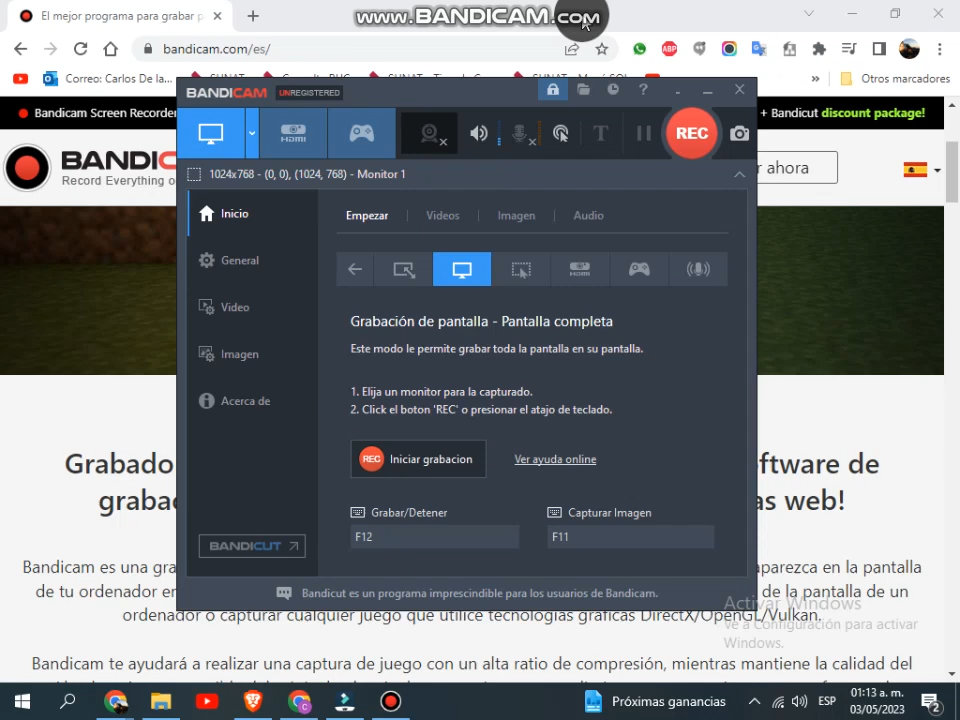 El mejor programa para grabar p
WWW.BANDICAM.COM
bandicam.com/es/
ABP
Correo: Carlos De la...
»
Otros marcadores
Bandicam Screen Recorder
+ Bandicut discount package!
BANDICAM UNREGISTERED
?
HDMI
T
REC
BANDIC
Record Everything o
r ahora
1024x768 - (0, 0), (1024, 768) - Monitor 1
Inicio
General
Video
Imagen
Acerca de
BANDICUT
Empezar
Videos
Imagen
Audio
HDMI
Grabación de pantalla - Pantalla completa
Este modo le permite grabar toda la pantalla en su pantalla.
1. Elija un monitor para la capturado.
2. Click el boton 'REC' o presionar el atajo de teclado.
REC Iniciar grabacion
Ver ayuda online
Grabar/Detener
Capturar Imagen
F12
F11
Bandicut es un programa imprescindible para los usuarios de Bandicam.
Grabado
ftware de
graba
as web!
Bandicam es una gra
aparezca en la pantalla
de tu ordenador en
de la pantalla de un
ordenador o capturar cualquier juego que utilice tecnologías gráficas DirectX/OpenGL/Vulkan.
Bandicam te ayudará a realizar una captura de juego con un alta ratio de compresión, mientras mantiene la calidad del
Activar Windows
Ve a Configuración para activar
Windows.
Próximas ganancias
ESP
01:13 a. m.
03/05/2023
2